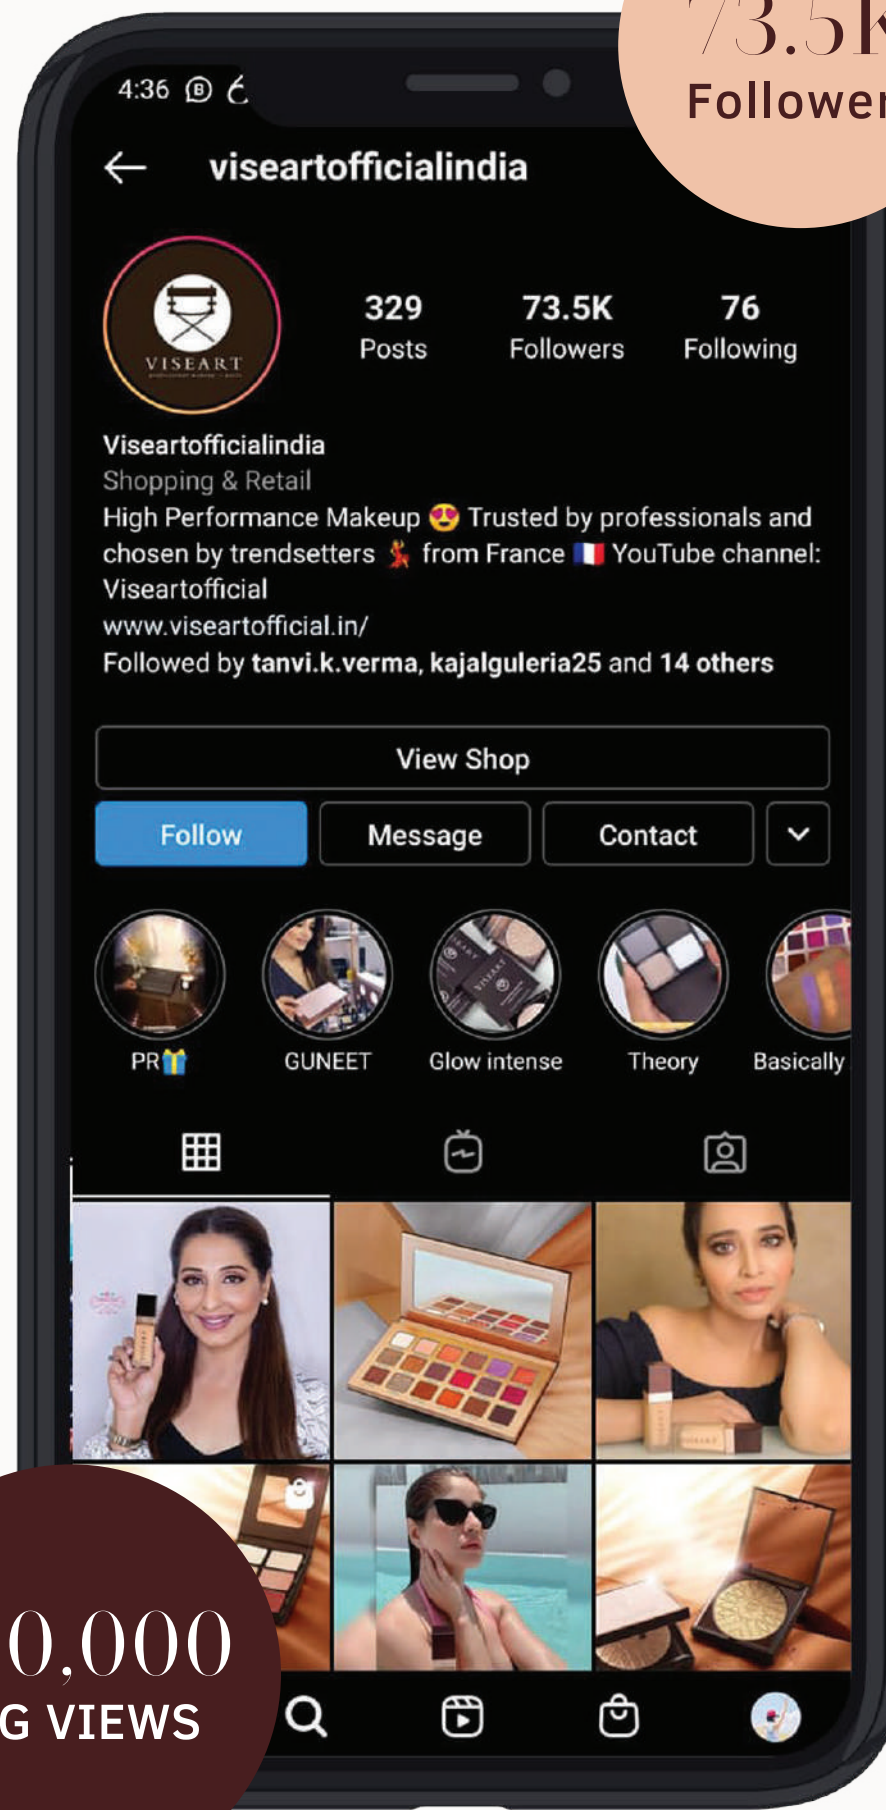 73.5K
Follower
4:36
viseartofficialindia
329
73.5K
76
Posts
Followers
Following
VISEART
Viseartofficialindia
Shopping & Retail
High Performance Makeup 😍 Trusted by professionals and
chosen by trendsetters 💃 from France 🇫🇷 YouTube channel:
Viseartofficial
www.viseartofficial.in/
Followed by tanvi.k.verma, kajalguleria25 and 14 others
View Shop
Follow
Message
Contact
VISEART
PR🎁
GUNEET
Glow intense
Theory
Basically
VISEART
0,000
G VIEWS